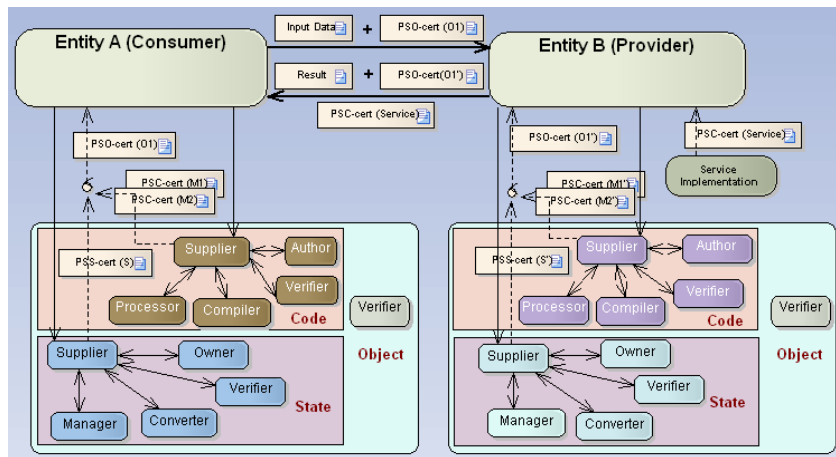 Entity A (Consumer)
Input Data
+
PSO-cert (O1)
Entity B (Provider)
Result
+
PSO-cert(O1')
PSC-cert (Service)
PSO-cert (O1)
PSC-cert (M1)
PSC-cert (M2)
PSS-cert (S)
Supplier
Author
Verifier
Processor
Compiler
Code
Verifier
Object
Supplier
Owner
Verifier
Manager
Converter
State
PSO-cert (O1')
PSC-cert (Service)
Service
Implementation
PSC-cert (M1')
PSC-cert (M2')
PSS-cert (S')
Supplier
Author
Verifier
Processor
Compiler
Code
Verifier
Object
Supplier
Owner
Verifier
Manager
Converter
State